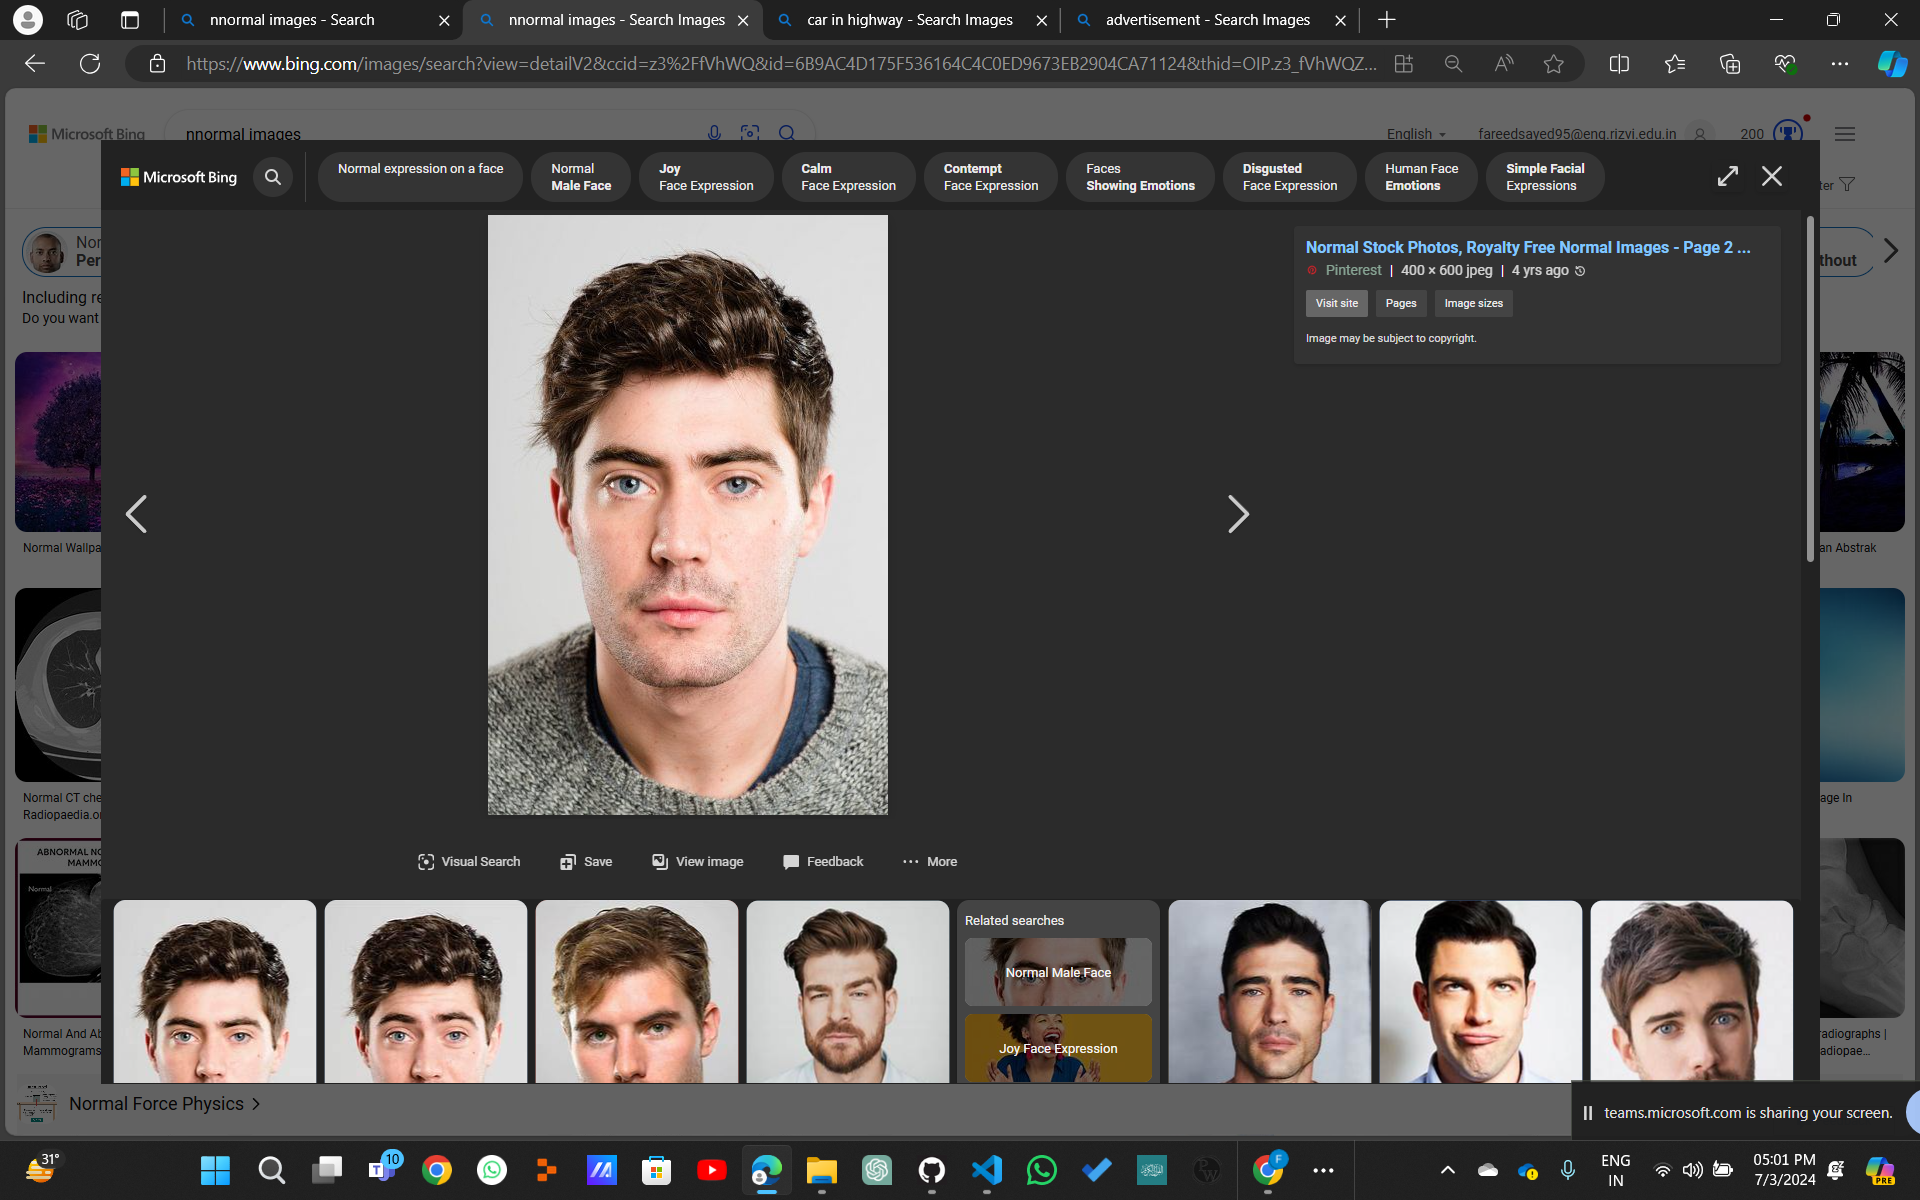 nnormal images - Search
nnormal images - Search Images
car in highway - Search Images
advertisement - Search Images
https://www.bing.com/images/search?view=detailV2&ccid=z3%2FfVhWQ&id=6B9AC4D175F536164C4C0ED9673EB2904CA71124&thid=OIP.z3_fVhWQZ...
Microsoft Bing
nnormal images
English
fareedsayed95@eng.rizvi.edu.in
200
Microsoft Bing
Normal expression on a face
Normal
Male Face
Joy
Face Expression
Calm
Face Expression
Contempt
Face Expression
Faces
Showing Emotions
Disgusted
Face Expression
Human Face
Emotions
Simple Facial
Expressions
ter
Nor
Per
thout
Including re
Do you want
Normal Stock Photos, Royalty Free Normal Images - Page 2 ...
Pinterest | 400 × 600 jpeg | 4 yrs ago
Visit site
Pages
Image sizes
Image may be subject to copyright.
Normal Wallpa
an Abstrak
Normal CT che
Radiopaedia.o
age In
ABNORMAL NO
MAMMO
Normal
Normal And Ab
Mammograms
radiographs |
adiopae...
Visual Search
Save
View image
Feedback
More
Related searches
Normal Male Face
Joy Face Expression
Normal Force Physics
teams.microsoft.com is sharing your screen.
31°
10
F
ENG
IN
05:01 PM
7/3/2024
PRE